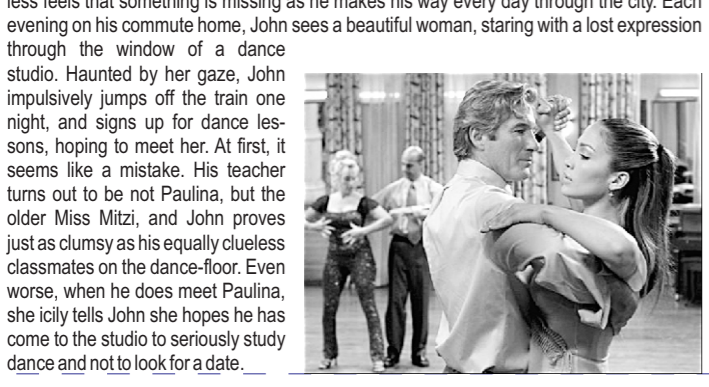 less feels that something is missing as he makes his way every day through the city. Each
evening on his commute home, John sees a beautiful woman, staring with a lost expression
through the window of a dance
studio. Haunted by her gaze, John
impulsively jumps off the train one
night, and signs up for dance les-
sons, hoping to meet her. At first, it
seems like a mistake. His teacher
turns out to be not Paulina, but the
older Miss Mitzi, and John proves
just as clumsy as his equally clueless
classmates on the dance-floor. Even
worse, when he does meet Paulina,
she icily tells John she hopes he has
come to the studio to seriously study
dance and not to look for a date.